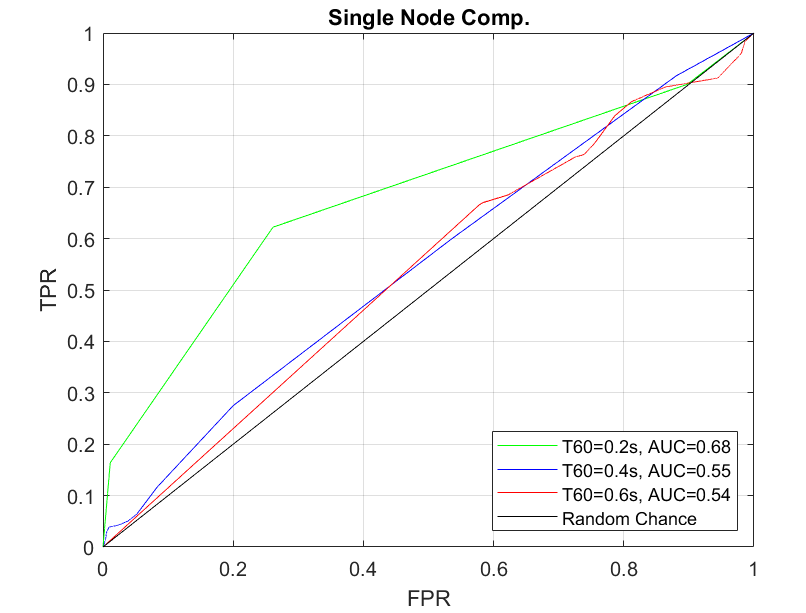 Single Node Comp.
1
0.9
0.8
0.7
0.6
0.5
0.4
0.3
0.2
0.1
0
TPR
T60=0.2s, AUC=0.68
T60=0.4s, AUC=0.55
T60=0.6s, AUC=0.54
Random Chance
0 0.2 0.4 0.6 0.8 1
FPR